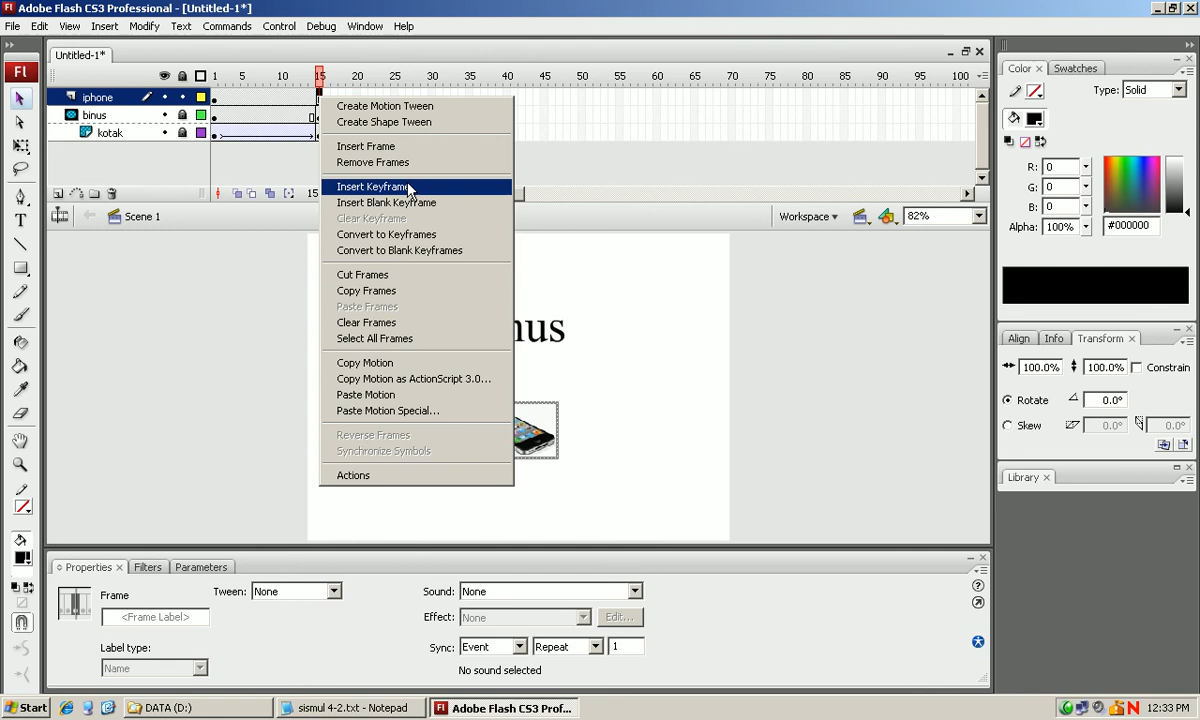 Adobe Flash CS3 Professional - [Untitled-1*]
File Edit View Insert Modify Text Commands Control Debug Window Help
Untitled-1*
1 5 10 15 20 25 30 35 40 45 50 55 60 65 70 75 80 85 90 95 100
iphone
binus
kotak
15
Scene 1
Workspace
82%
Fl
T
Create Motion Tween
Create Shape Tween
Insert Frame
Remove Frames
Insert Keyframe
Insert Blank Keyframe
Clear Keyframe
Convert to Keyframes
Convert to Blank Keyframes
Cut Frames
Copy Frames
Paste Frames
Clear Frames
Select All Frames
Copy Motion
Copy Motion as ActionScript 3.0...
Paste Motion
Paste Motion Special...
Reverse Frames
Synchronize Symbols
Actions
nus
Color Swatches
Type: Solid
R: 0
G: 0
B: 0
Alpha: 100%
#000000
Align Info Transform
100.0% 100.0% Constrain
Rotate 0.0°
Skew 0.0° 0.0°
Library
Properties Filters Parameters
Frame
<Frame Label>
Label type:
Name
Tween: None
Sound: None
Effect: None Edit...
Sync: Event Repeat 1
No sound selected
Start DATA (D:) sismul 4-2.txt - Notepad Fl Adobe Flash CS3 Prof... N 12:33 PM